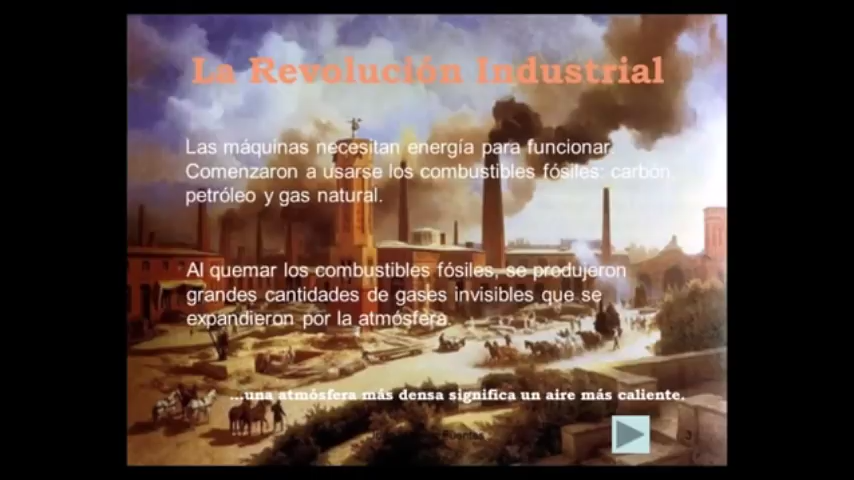 La Revolución Industrial
Las máquinas necesitan energía para funcionar.
Comenzaron a usarse los combustibles fósiles: carbón,
petróleo y gas natural.
Al quemar los combustibles fósiles, se produjeron
grandes cantidades de gases invisibles que se
expandieron por la atmósfera.
...una atmósfera más densa significa un aire más caliente.
Fuentes
3